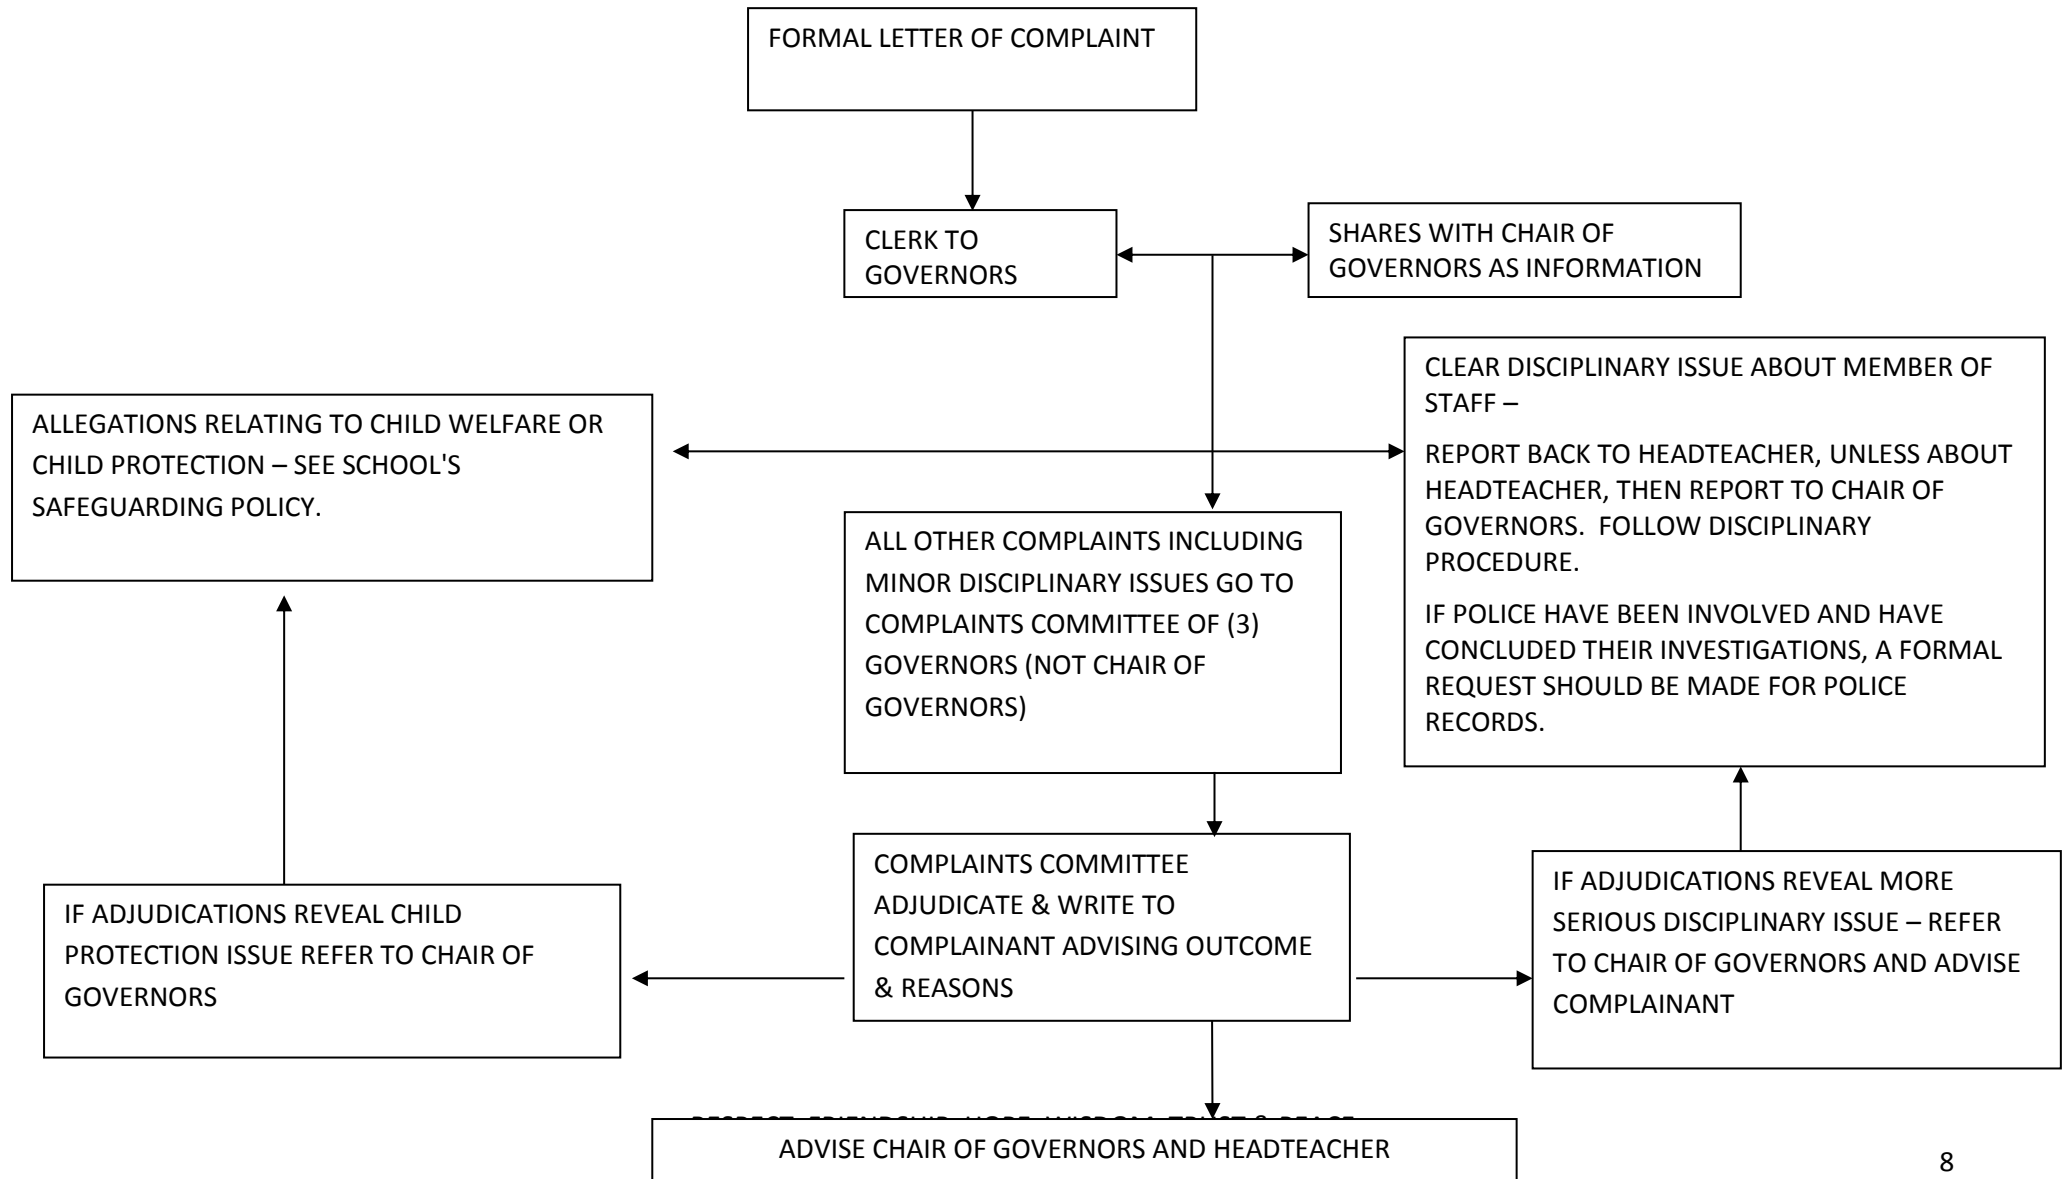 FORMAL LETTER OF COMPLAINT
CLERK TO
GOVERNORS
SHARES WITH CHAIR OF
GOVERNORS AS INFORMATION
CLEAR DISCIPLINARY ISSUE ABOUT MEMBER OF
STAFF –
REPORT BACK TO HEADTEACHER, UNLESS ABOUT
HEADTEACHER, THEN REPORT TO CHAIR OF
GOVERNORS. FOLLOW DISCIPLINARY
PROCEDURE.
IF POLICE HAVE BEEN INVOLVED AND HAVE
CONCLUDED THEIR INVESTIGATIONS, A FORMAL
REQUEST SHOULD BE MADE FOR POLICE
RECORDS.
ALLEGATIONS RELATING TO CHILD WELFARE OR
CHILD PROTECTION – SEE SCHOOL'S
SAFEGUARDING POLICY.
ALL OTHER COMPLAINTS INCLUDING
MINOR DISCIPLINARY ISSUES GO TO
COMPLAINTS COMMITTEE OF (3)
GOVERNORS (NOT CHAIR OF
GOVERNORS)
COMPLAINTS COMMITTEE
ADJUDICATE & WRITE TO
COMPLAINANT ADVISING OUTCOME
& REASONS
IF ADJUDICATIONS REVEAL CHILD
PROTECTION ISSUE REFER TO CHAIR OF
GOVERNORS
IF ADJUDICATIONS REVEAL MORE
SERIOUS DISCIPLINARY ISSUE – REFER
TO CHAIR OF GOVERNORS AND ADVISE
COMPLAINANT
ADVISE CHAIR OF GOVERNORS AND HEADTEACHER
8